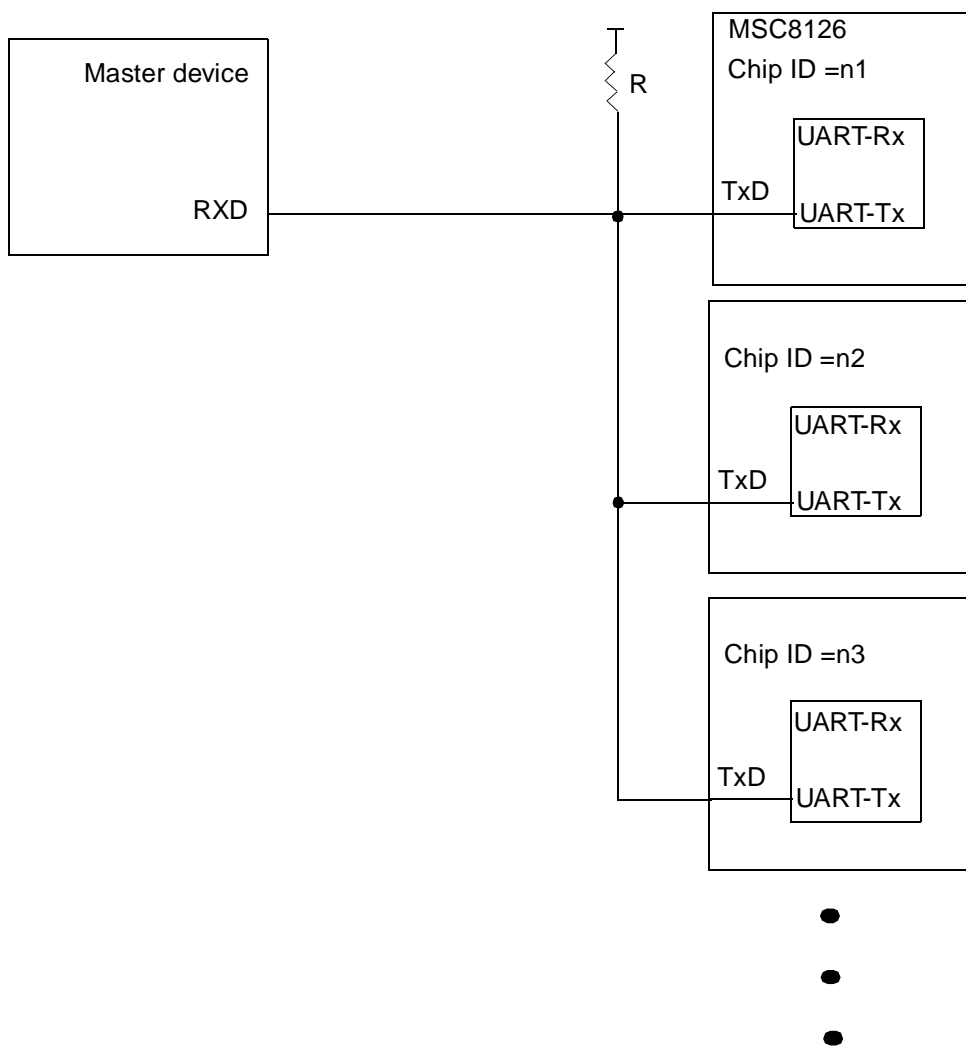 MSC8126
Master device
Chip ID =n1
R
UART-Rx
TxD
RXD
UART-Tx
Chip ID =n2
UART-Rx
TxD
UART-Tx
Chip ID =n3
UART-Rx
TxD
UART-Tx